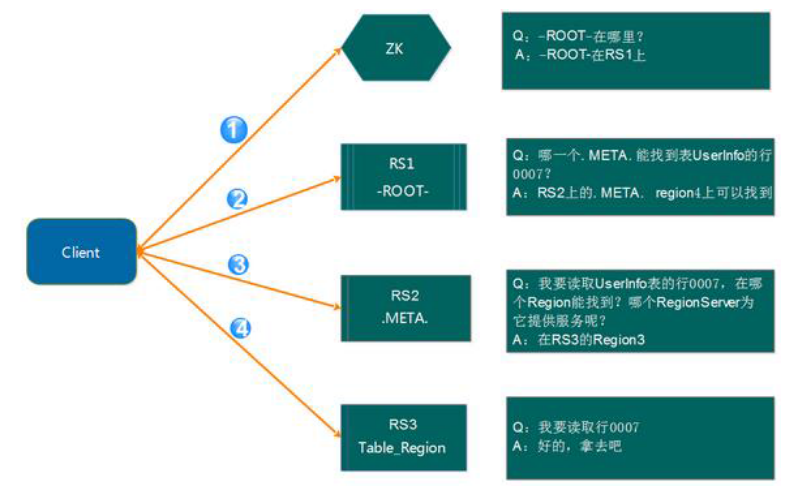 ZK
Q：-ROOT-在哪里？
A：-ROOT-在RS1上
1
RS1
-ROOT-
Q：哪一个.META.能找到表UserInfo的行
0007？
A：RS2上的.META. region4上可以找到
2
Client
3
RS2
.META.
Q：我要读取UserInfo表的行0007，在哪
个Region能找到？哪个RegionServer为
它提供服务呢？
A：在RS3的Region3
4
RS3
Table_Region
Q：我要读取行0007
A：好的，拿去吧